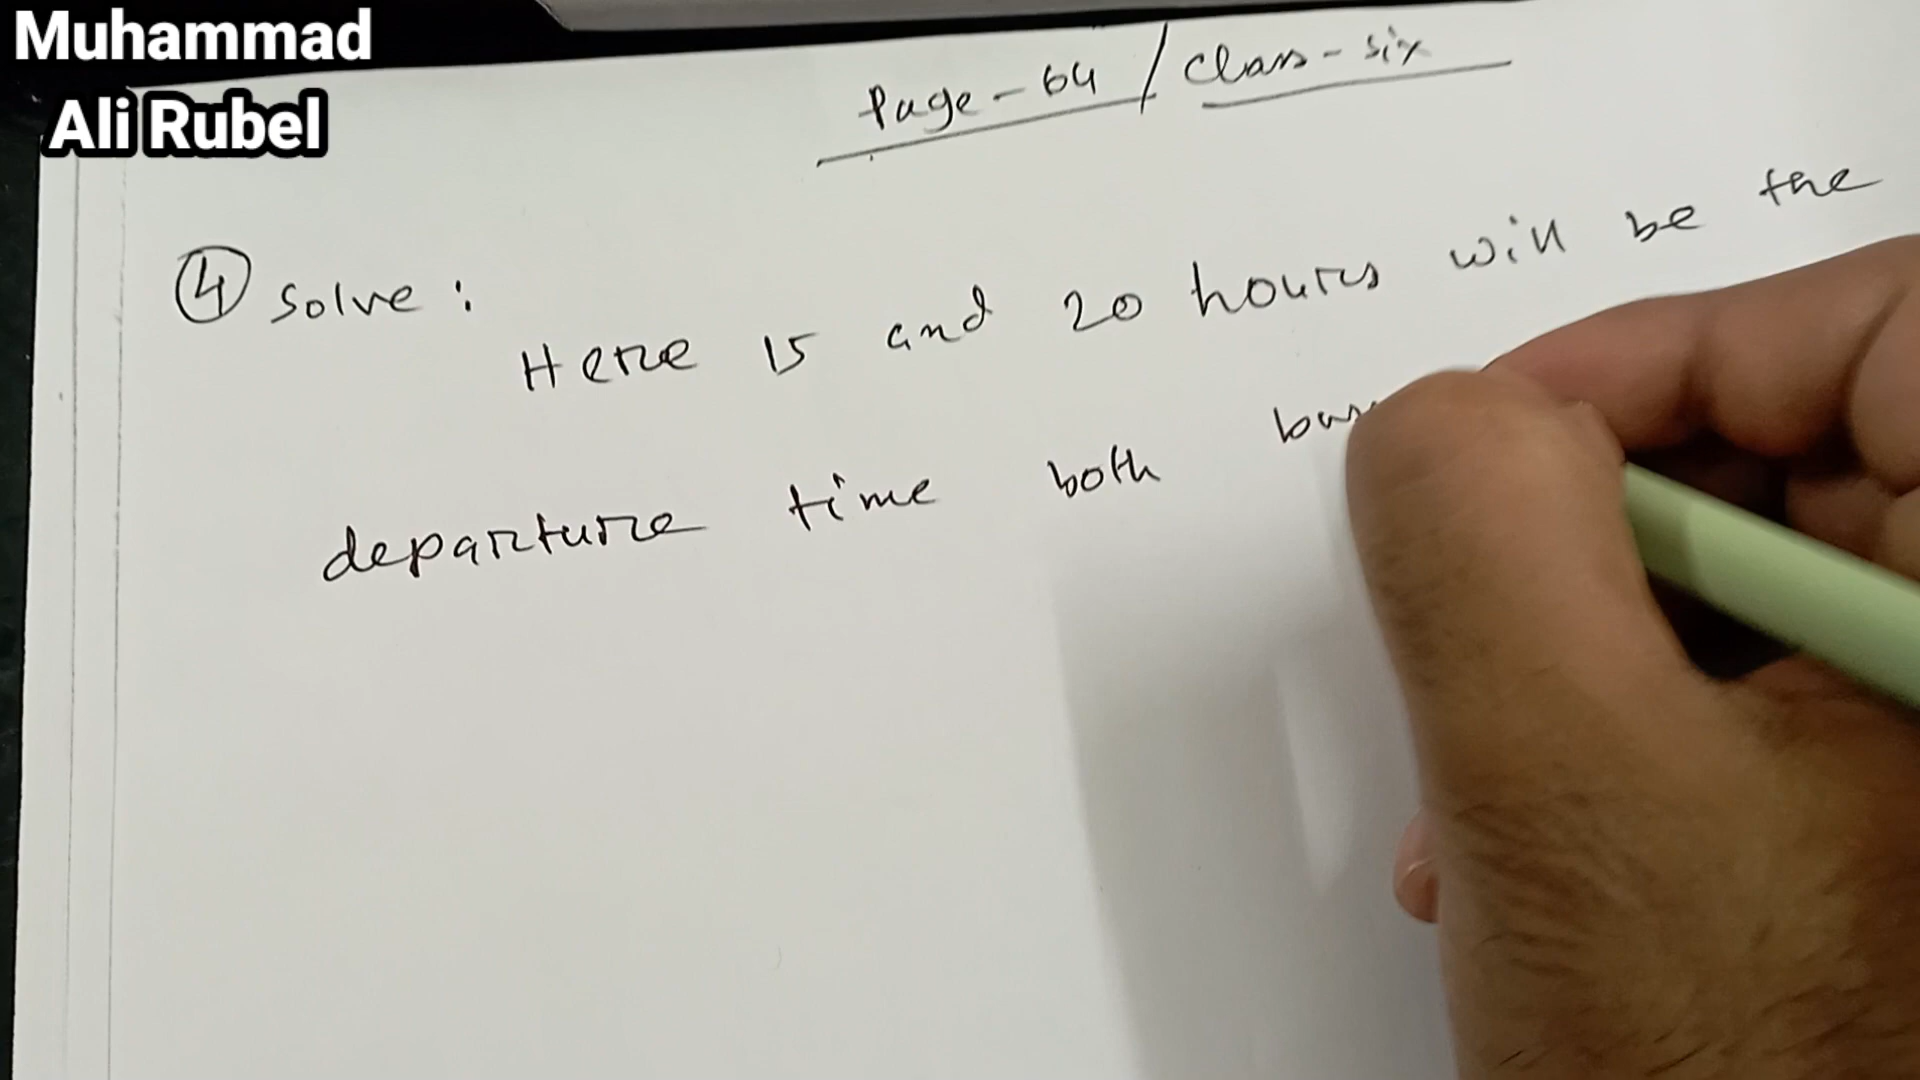 Muhammad
Ali Rubel
Page - 64 / Class - six
④ Solve :
Here 15 and 20 hours will be the
departure time both